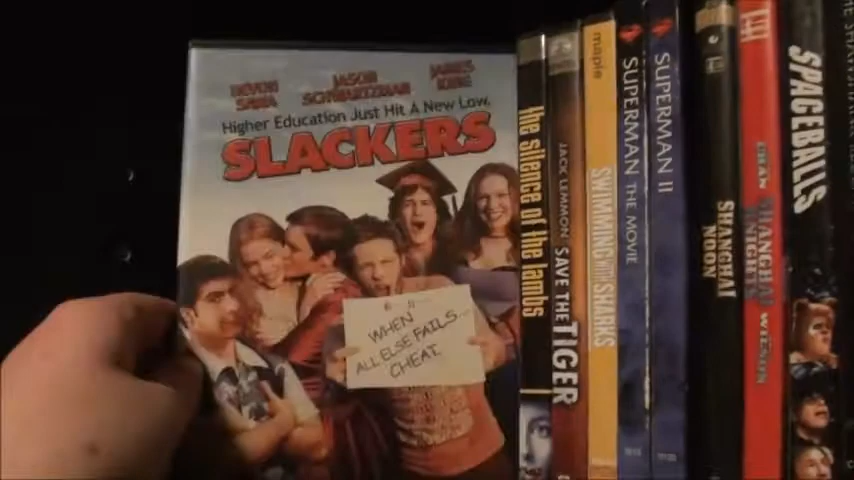 DEVON SAWA
JASON SCHWARTZMAN
JAMES KING
Higher Education Just Hit A New Low.
SLACKERS
WHEN
ALL ELSE FAILS...
CHEAT.
the silence of the lambs
JACK LEMMON SAVE THE TIGER
maple
SWIMMING WITH SHARKS
SUPERMAN THE MOVIE
SUPERMAN II
SHANGHAI NOON
CHAN SHANGHAI KNIGHTS WILSON
SPACEBALLS